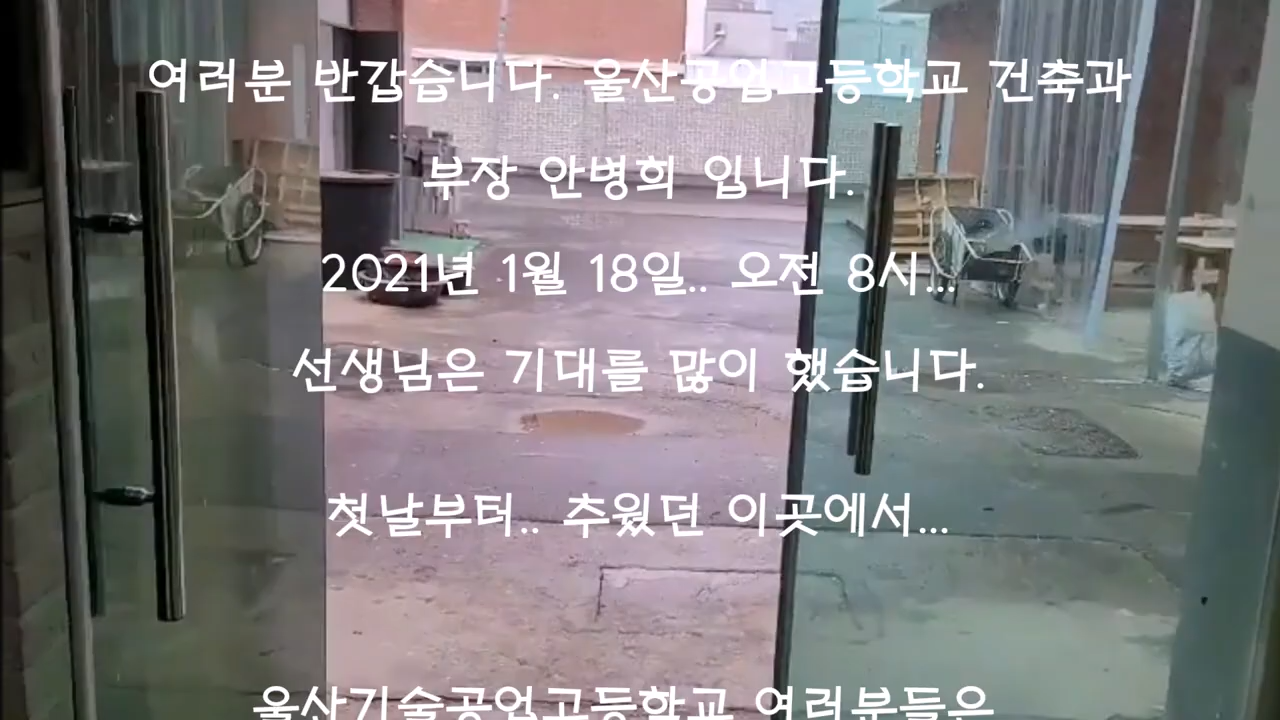 여러분 반갑습니다. 울산공업고등학교 건축과
부장 안병희 입니다.
2021년 1월 18일.. 오전 8시...
선생님은 기대를 많이 했습니다.
첫날부터.. 추웠던 이곳에서...
울산기술공업고등학교 여러분들은